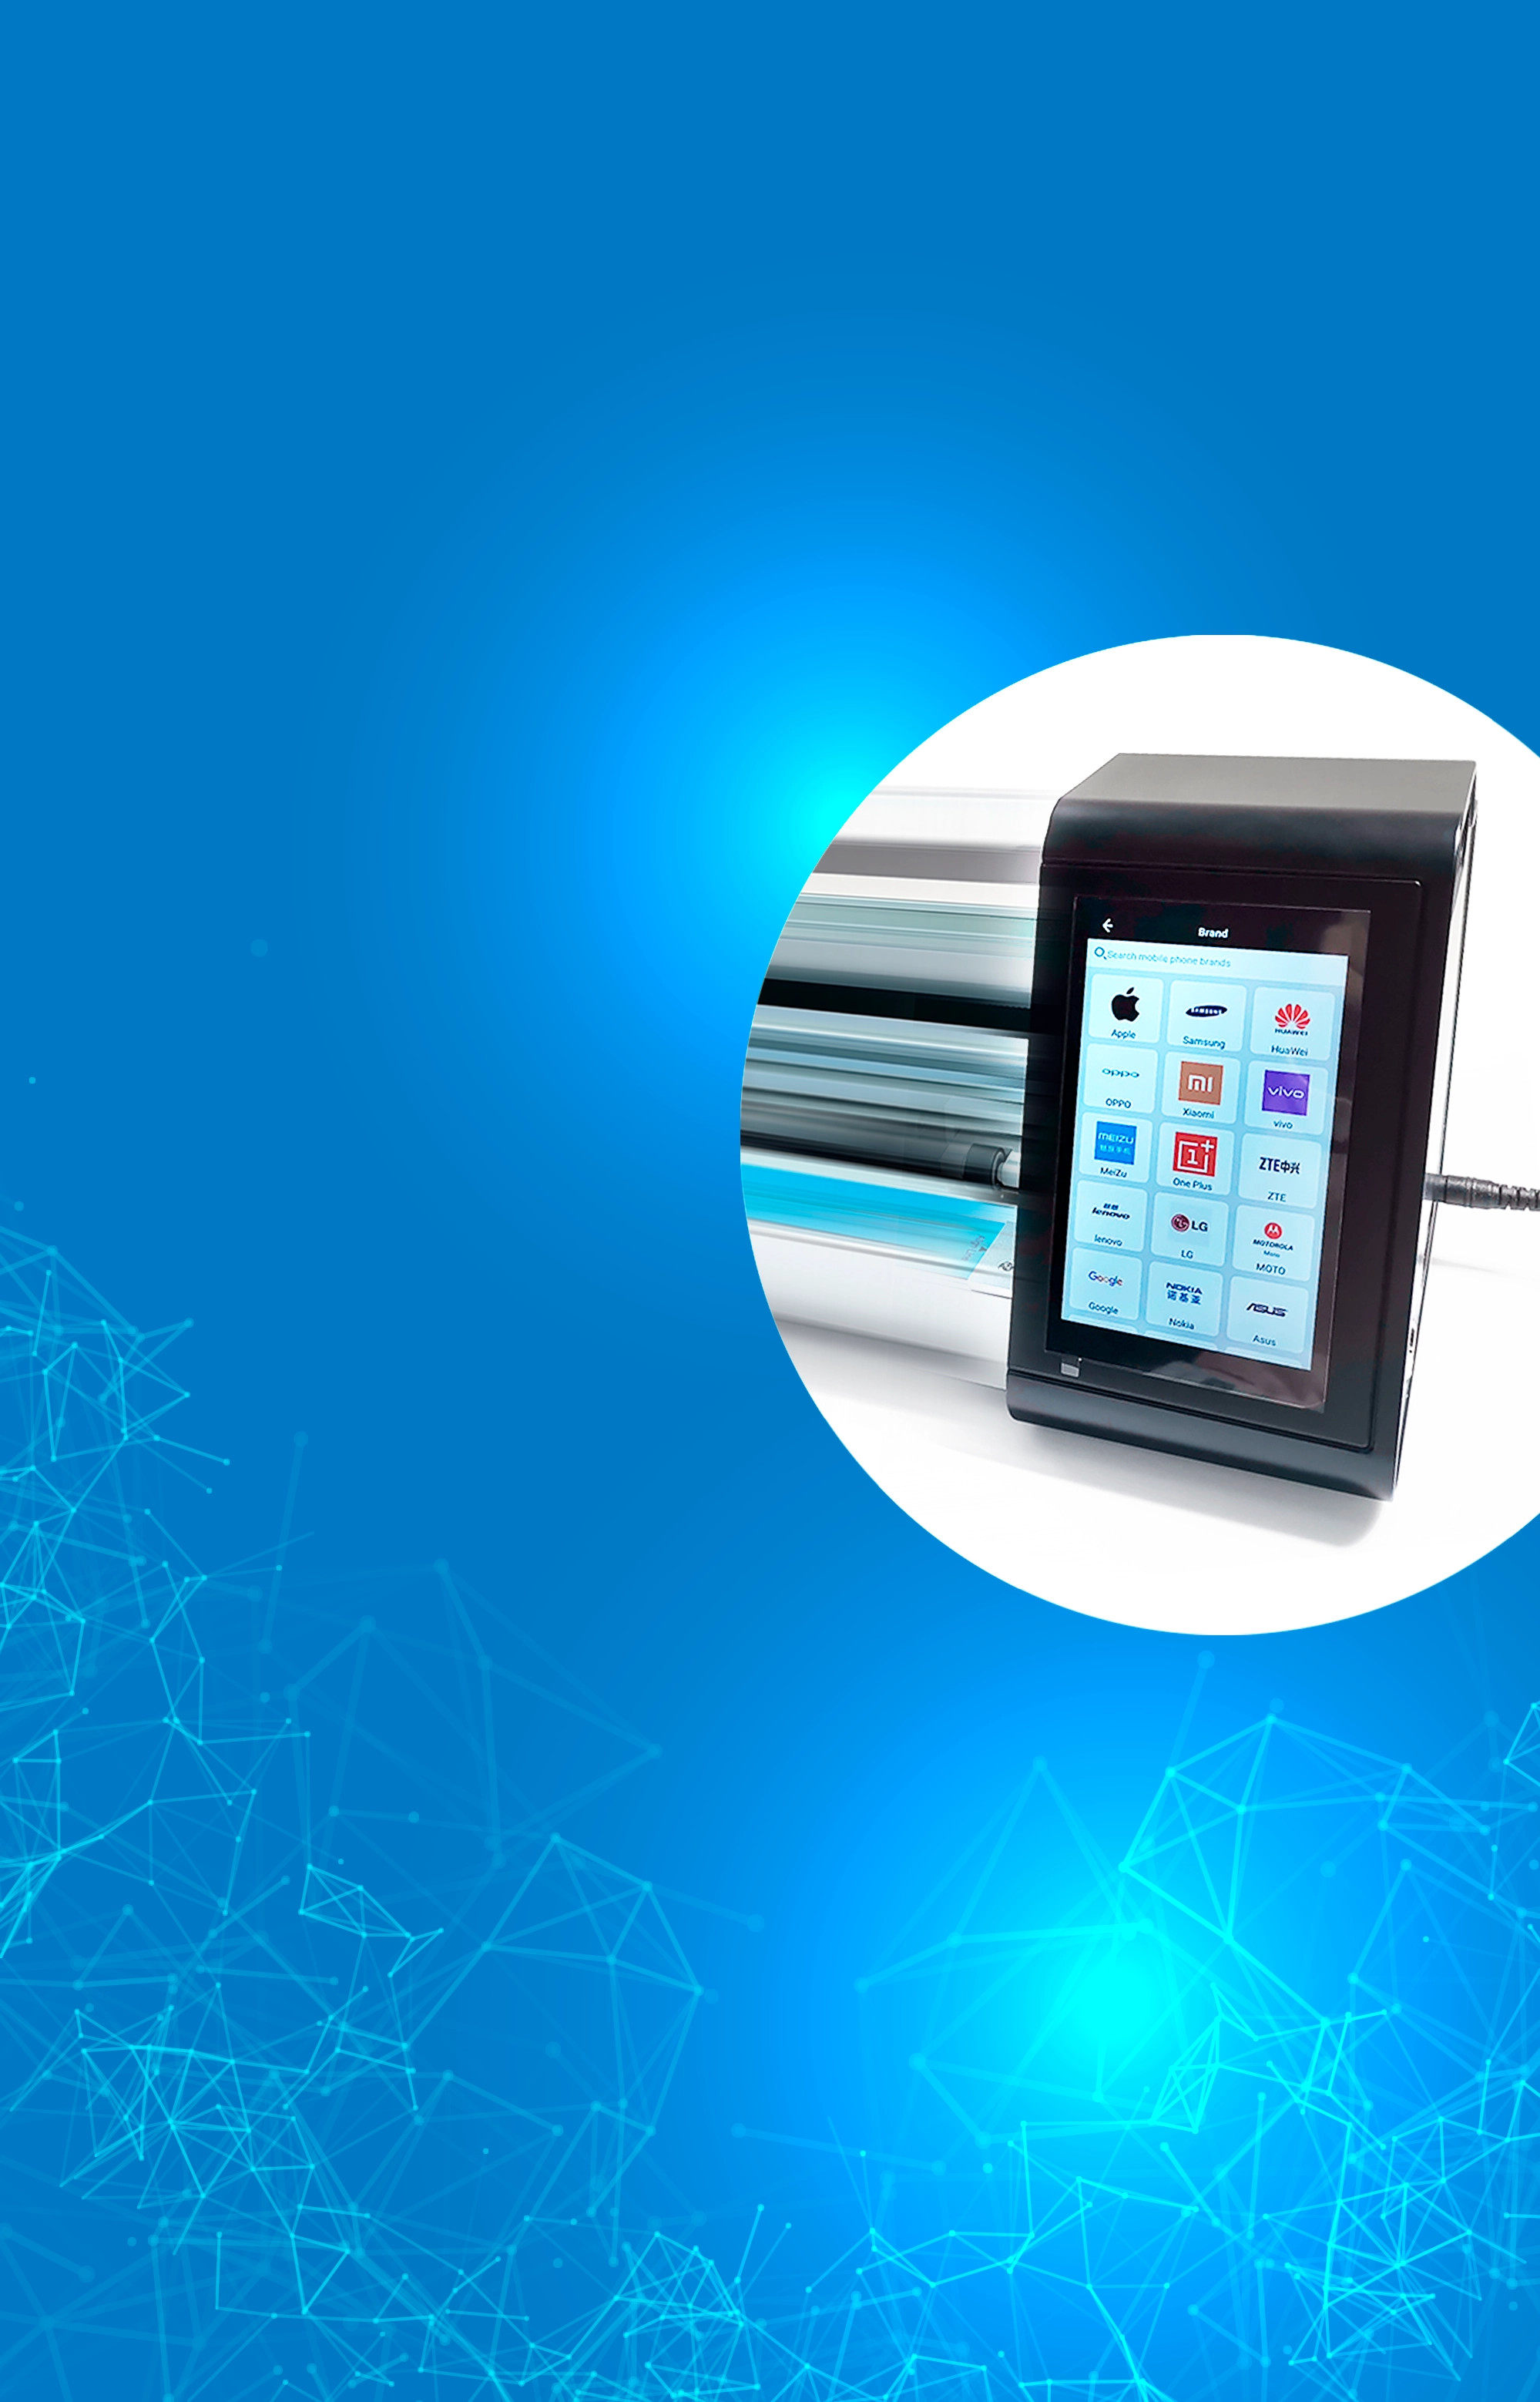 Brand
Search mobile phone brands
Apple
SAMSUNG
Samsung
HUAWEI
HuaWei
oppo
OPPO
mi
Xiaomi
vivo
vivo
MEIZU
MeiZu
1+
One Plus
ZTE中兴
ZTE
lenovo
lenovo
LG
LG
MOTOROLA
Moto
MOTO
Google
Google
NOKIA
诺基亚
Nokia
ASUS
Asus